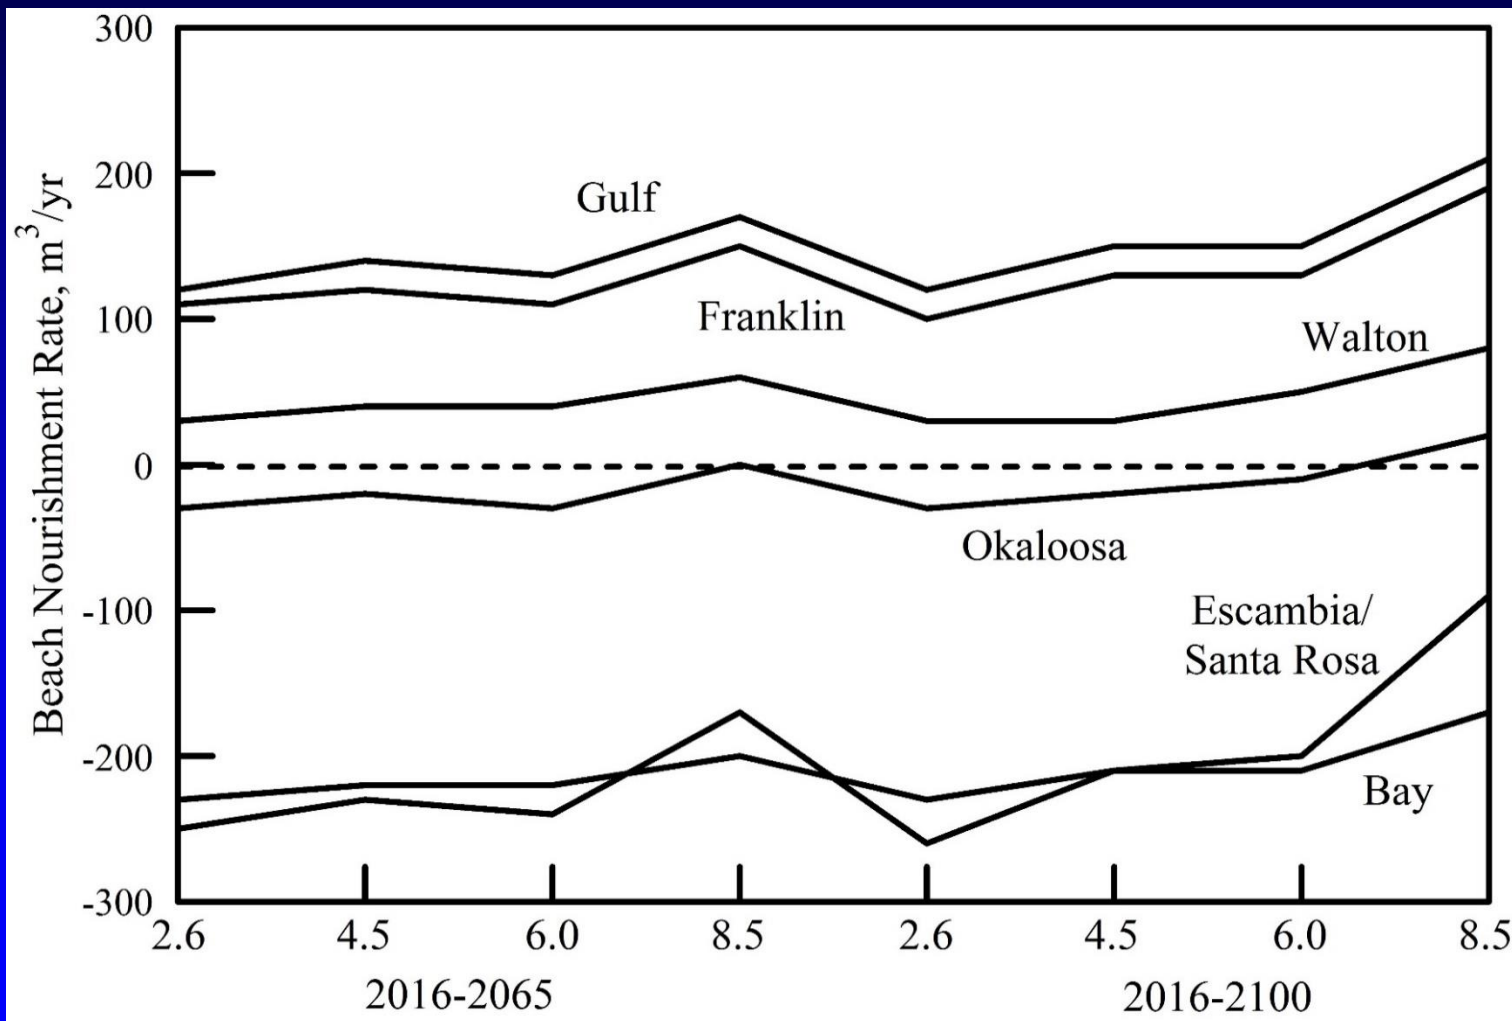 Beach Nourishment Rate, m³/yr
300
200
100
0
-100
-200
-300
Gulf
Franklin
Walton
Okaloosa
Escambia/
Santa Rosa
Bay
2.6 4.5 6.0 8.5 2.6 4.5 6.0 8.5
2016-2065 2016-2100